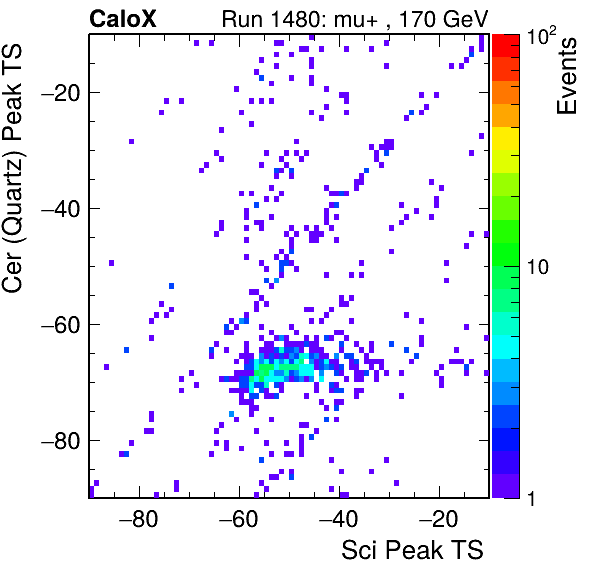 CaloX Run 1480: mu+ , 170 GeV
Cer (Quartz) Peak TS
−20
−40
−60
−80
−80 −60 −40 −20
Sci Peak TS
10²
10
1
Events